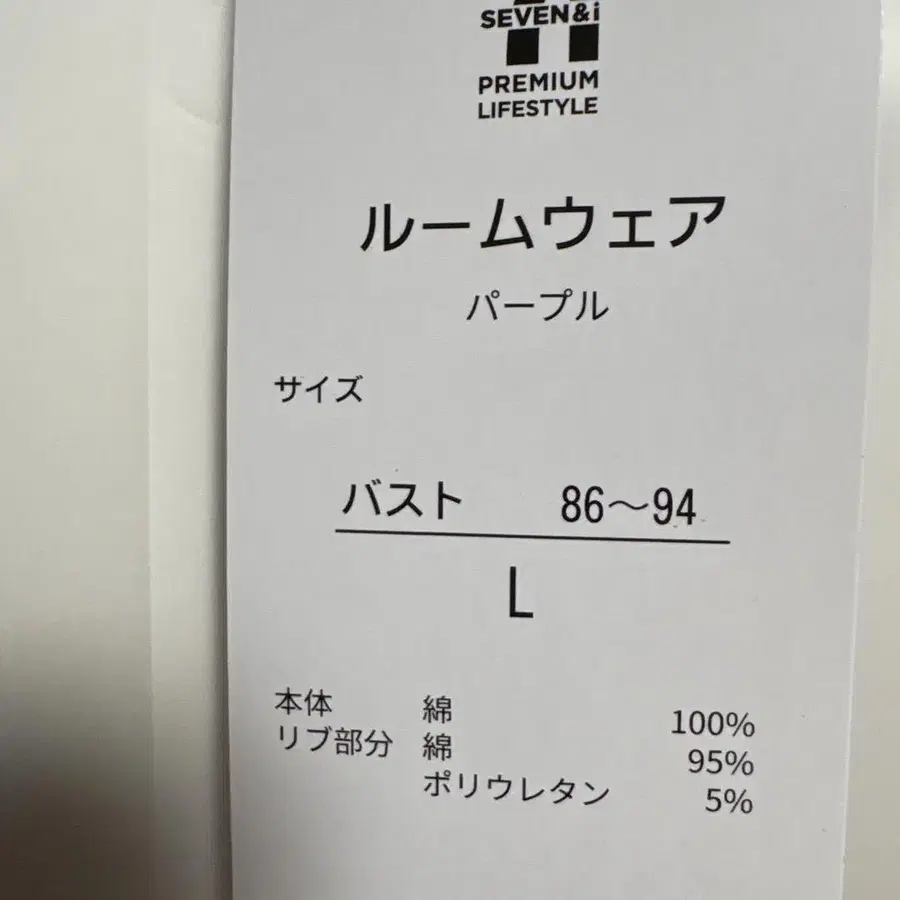 SEVEN&i
PREMIUM
LIFESTYLE
ルームウェア
パープル
サイズ
バスト 86〜94
L
本体 綿 100%
リブ部分 綿 95%
ポリウレタン 5%